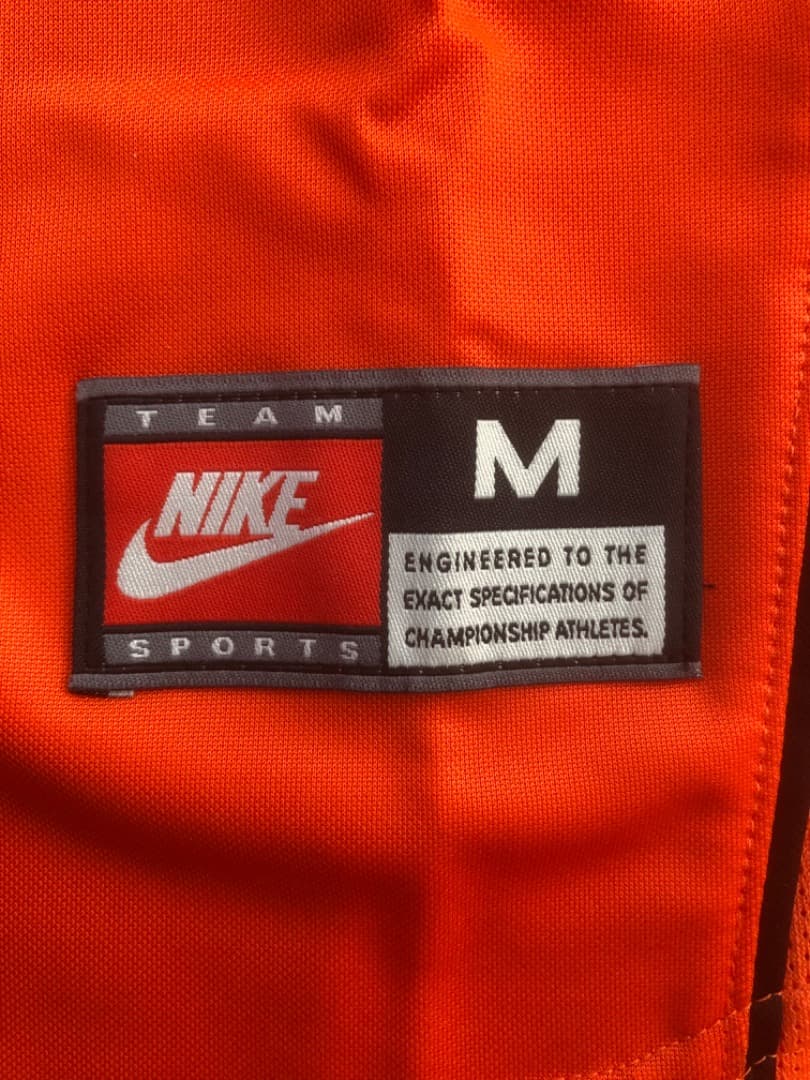 TEAM
NIKE
SPORTS
M
ENGINEERED TO THE
EXACT SPECIFICATIONS OF
CHAMPIONSHIP ATHLETES.